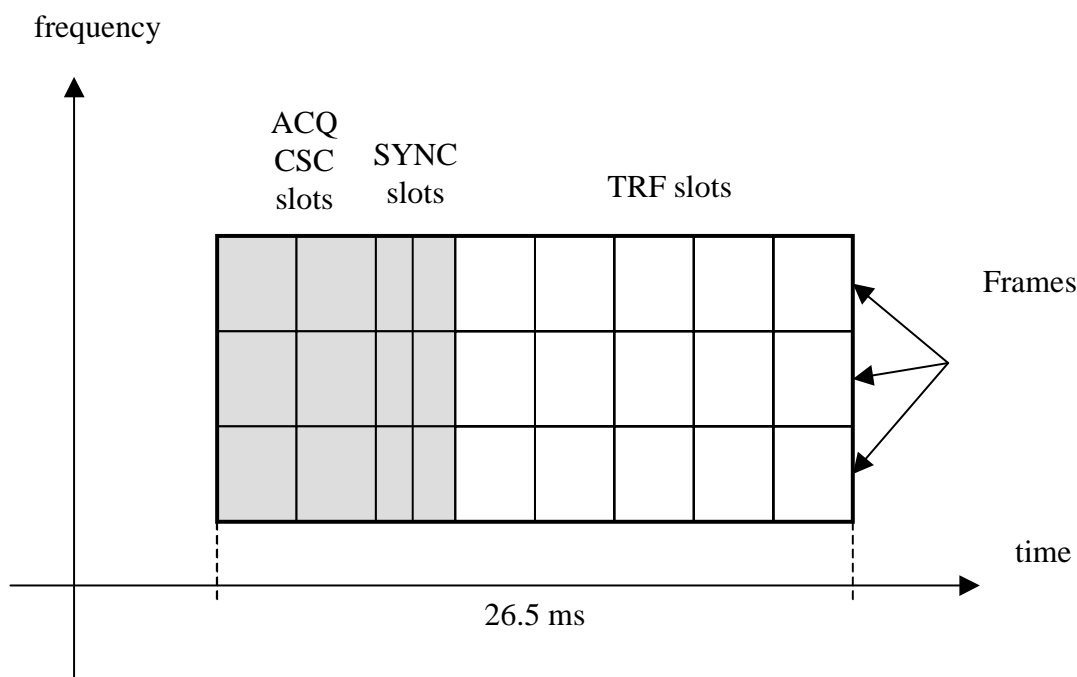 frequency
ACQ
CSC
slots
SYNC
slots
TRF slots
Frames
time
26.5 ms